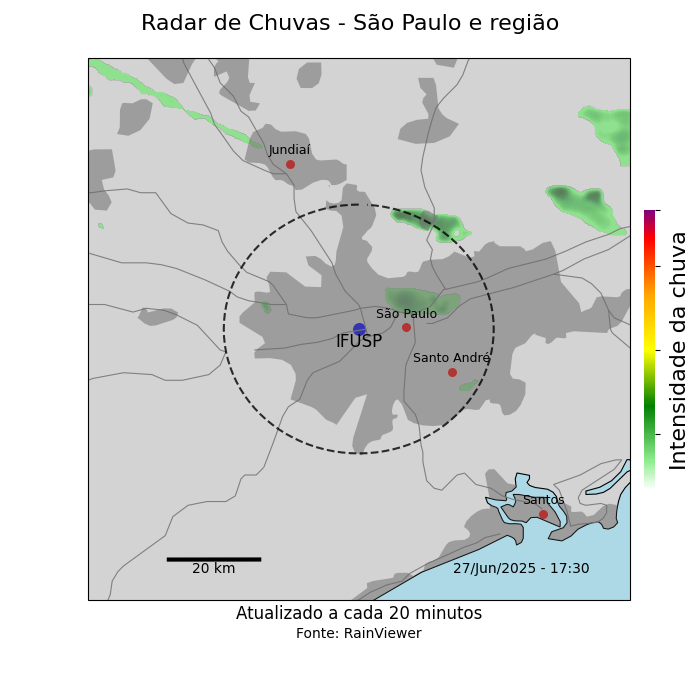 Radar de Chuvas - São Paulo e região
Jundiaí
São Paulo
IFUSP
Santo André
Santos
20 km
27/Jun/2025 - 17:30
Intensidade da chuva
Atualizado a cada 20 minutos
Fonte: RainViewer